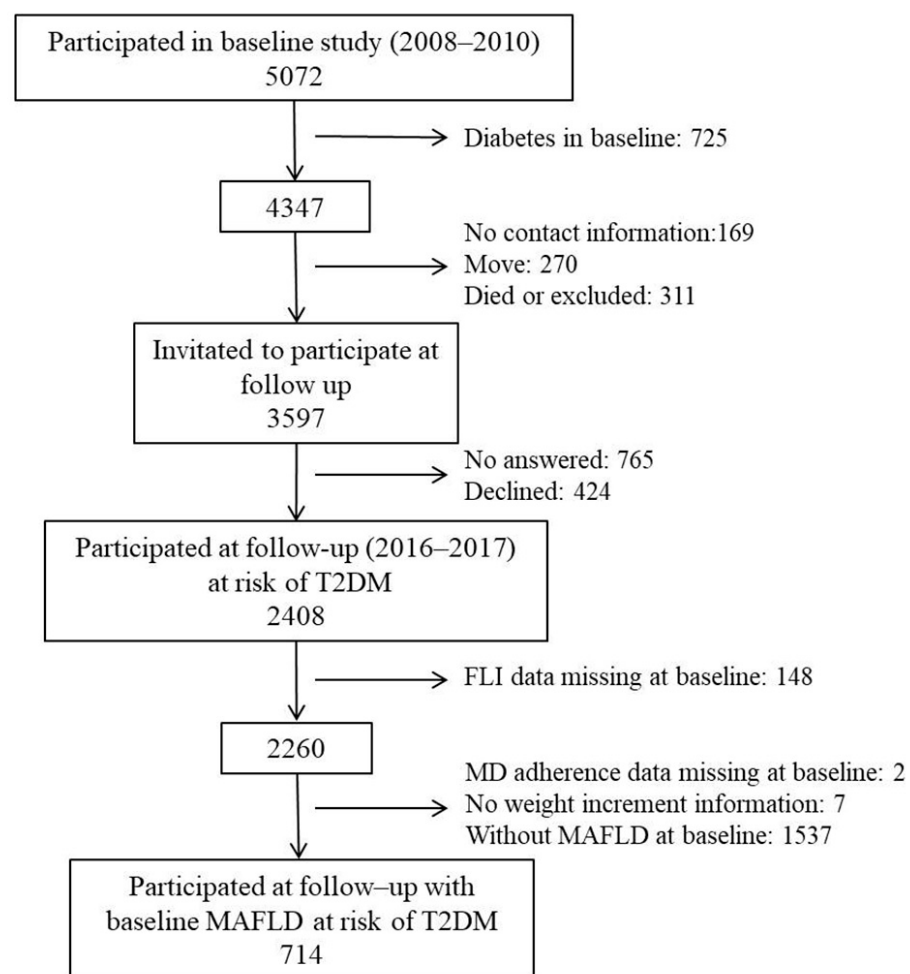 Participated in baseline study (2008–2010)
5072
Diabetes in baseline: 725
4347
No contact information:169
Move: 270
Died or excluded: 311
Invitated to participate at
follow up
3597
No answered: 765
Declined: 424
Participated at follow-up (2016–2017)
at risk of T2DM
2408
FLI data missing at baseline: 148
2260
MD adherence data missing at baseline: 2
No weight increment information: 7
Without MAFLD at baseline: 1537
Participated at follow–up with
baseline MAFLD at risk of T2DM
714